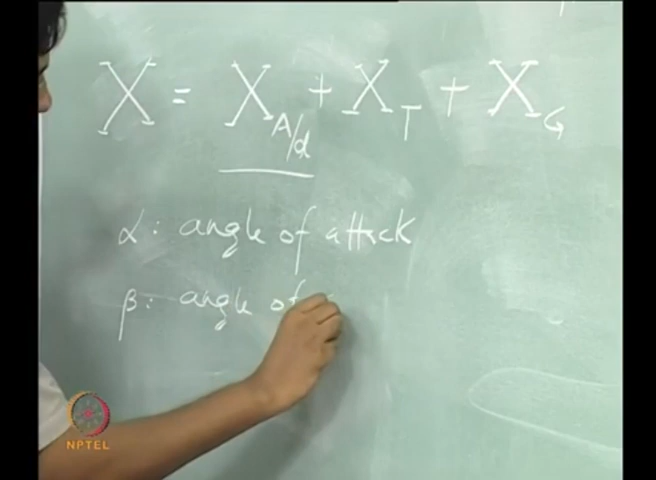 X = X_A/d + X_T + X_G
α: angle of attack
β: angle of
NPTEL